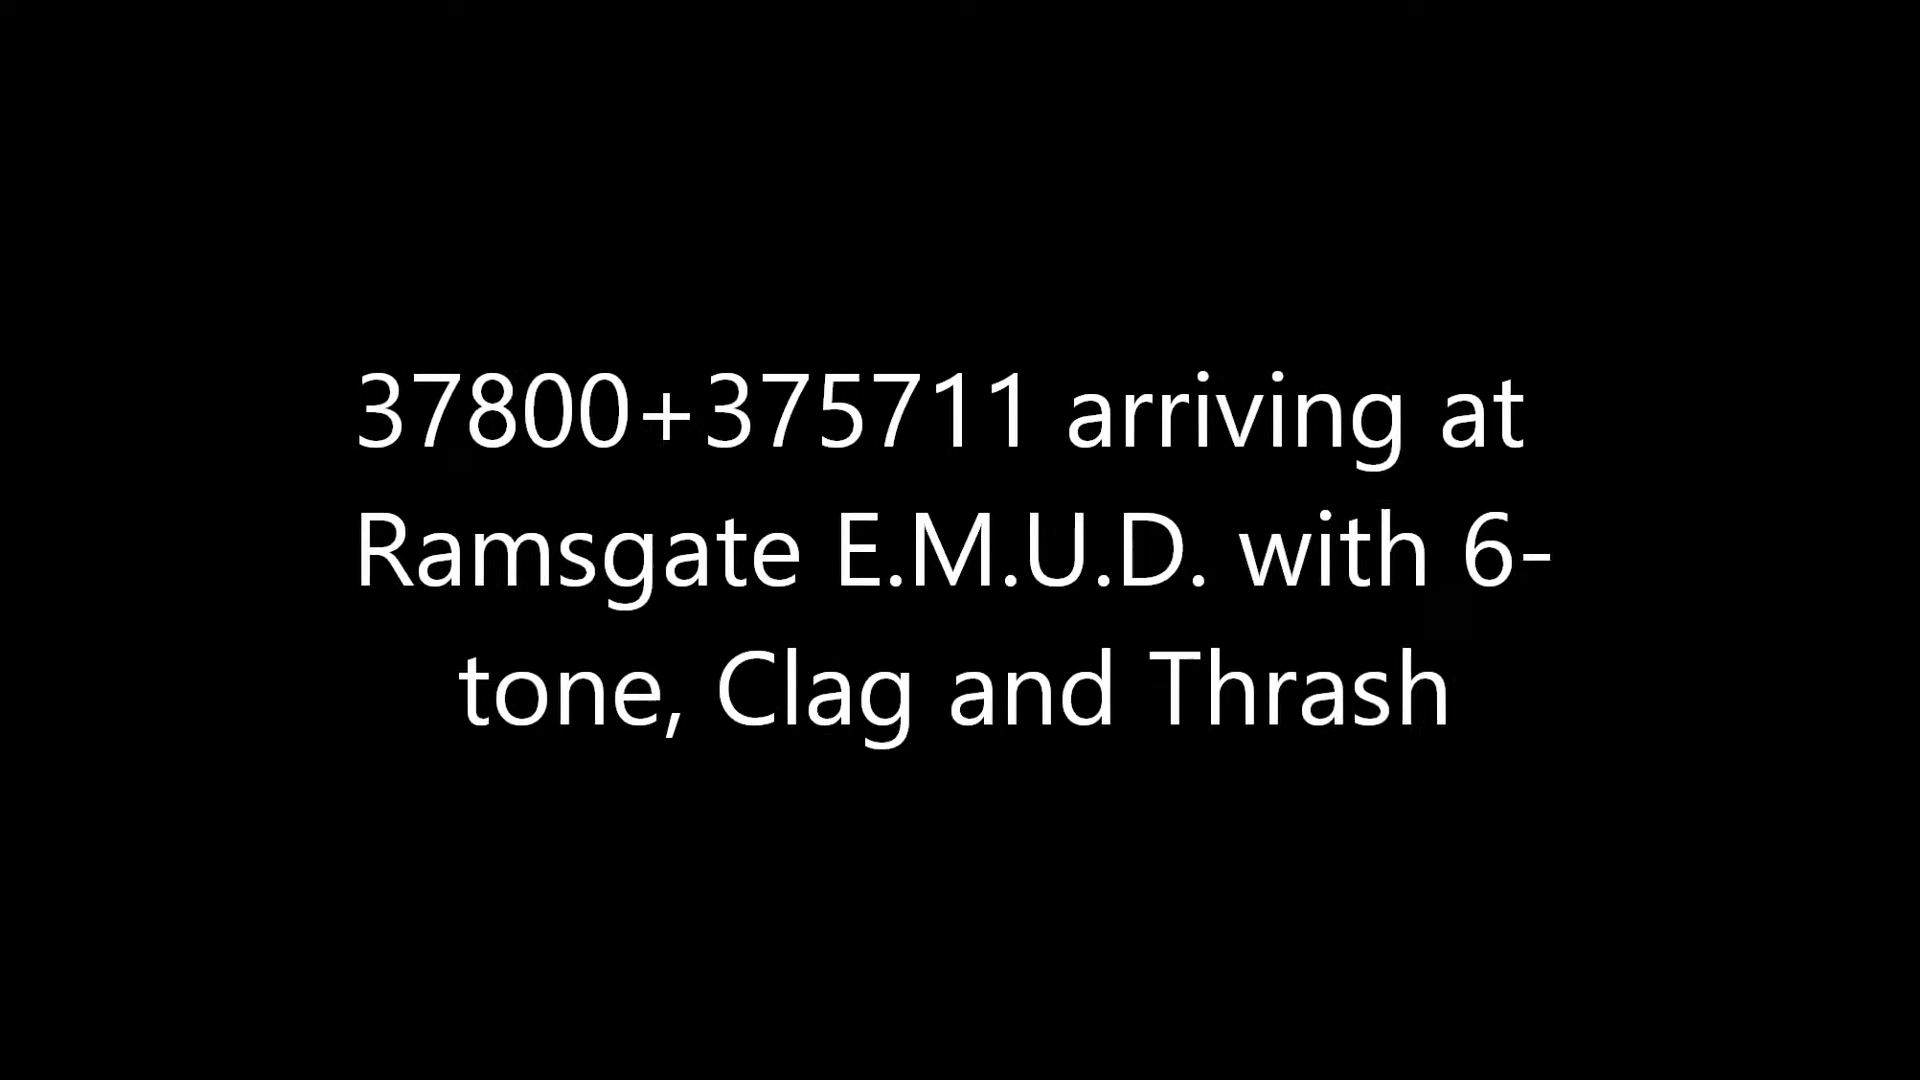 37800+375711 arriving at
Ramsgate E.M.U.D. with 6-
tone, Clag and Thrash